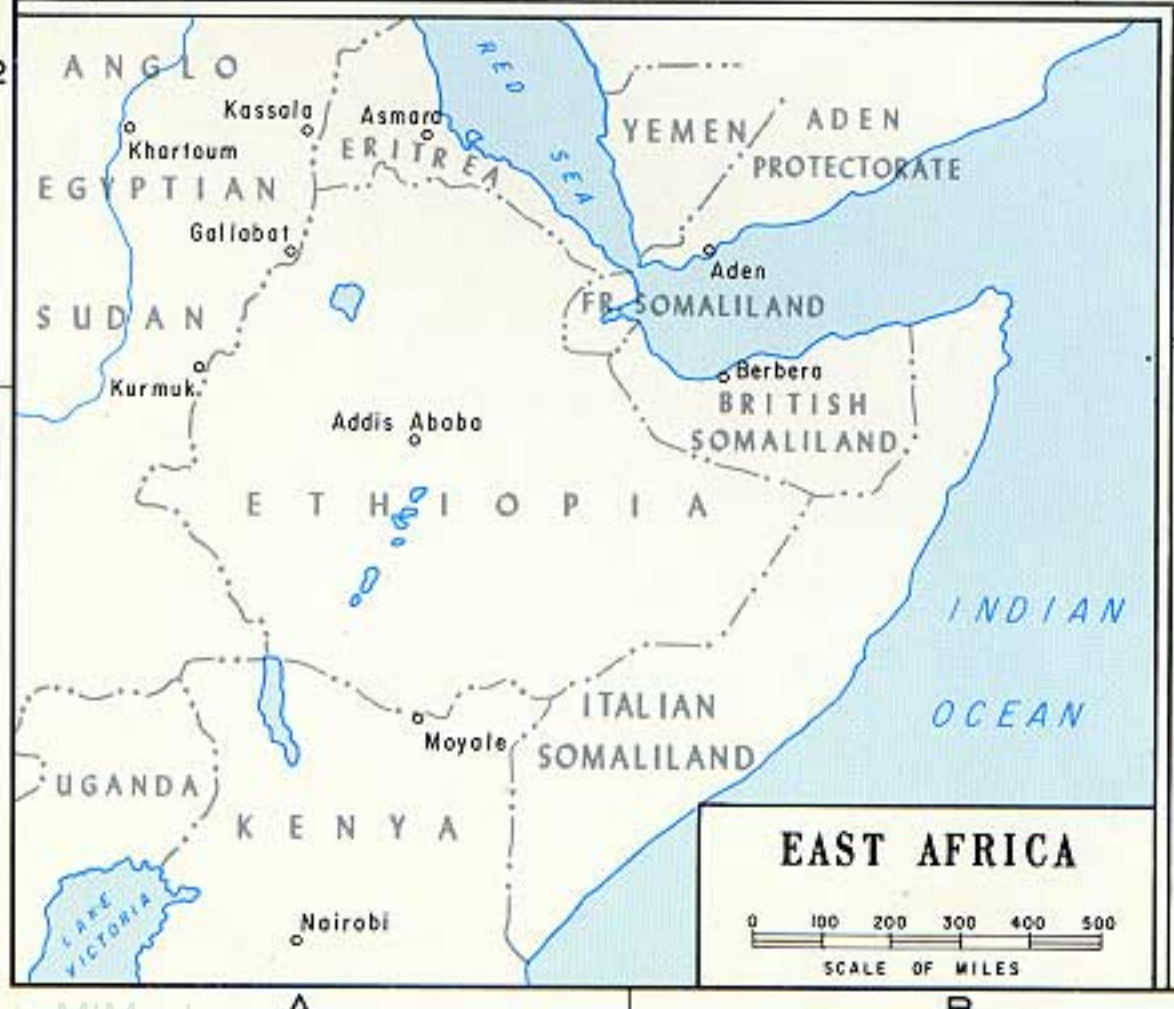 2
ANGLO
RED
Kassala
Asmara
YEMEN
ADEN
Khartoum
ERITREA
PROTECTORATE
EGYPTIAN
SEA
Gallabat
Aden
SUDAN
FR. SOMALILAND
Kurmuk
Berbera
Addis Ababa
BRITISH
SOMALILAND
ETHIOPIA
INDIAN
ITALIAN
OCEAN
Moyale
SOMALILAND
UGANDA
KENYA
EAST AFRICA
LAKE
VICTORIA
Nairobi
0 100 200 300 400 500
SCALE OF MILES
A
B